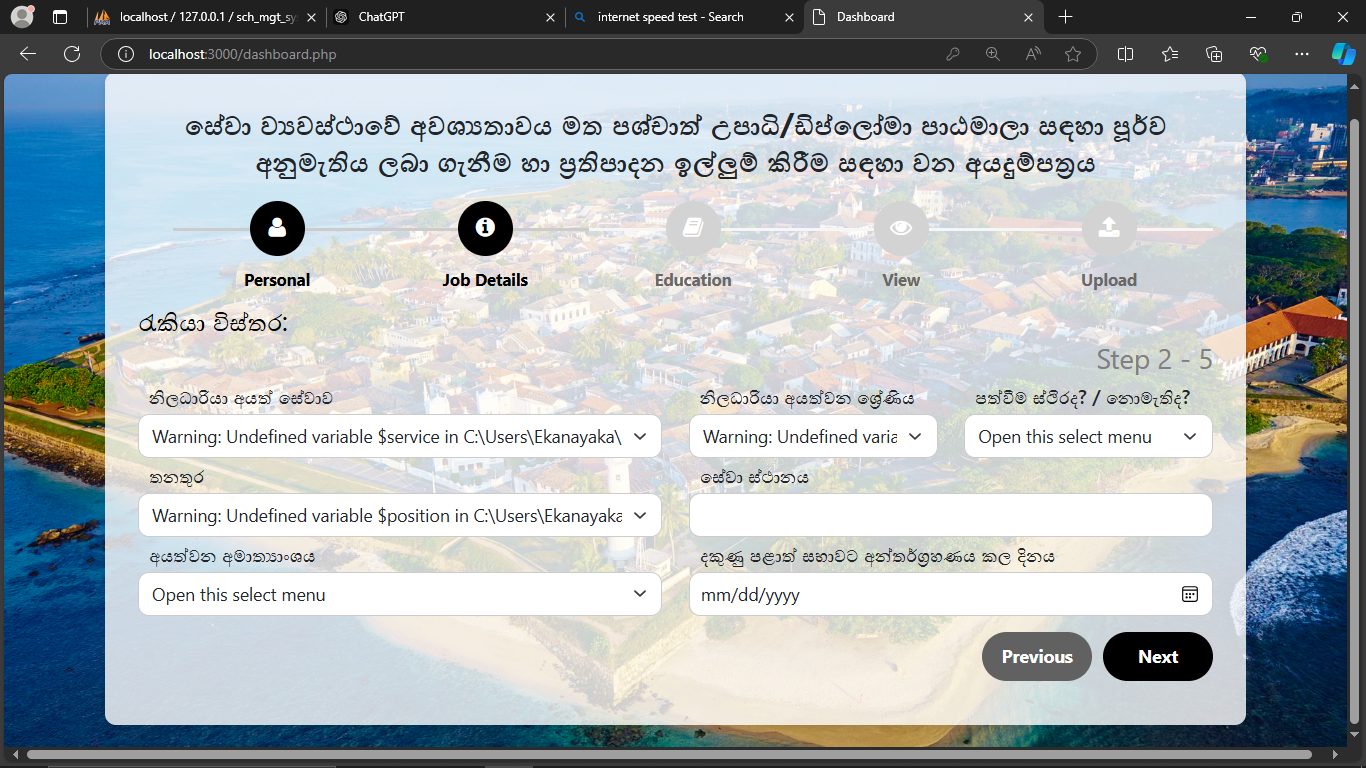 localhost / 127.0.0.1 / sch_mgt_sy
ChatGPT
internet speed test - Search
Dashboard
localhost:3000/dashboard.php
සේවා ව්‍යවස්ථාවේ අවශ්‍යතාවය මත පශ්චාත් උපාධි/ඩිප්ලෝමා පාඨමාලා සඳහා පූර්ව
අනුමැතිය ලබා ගැනීම හා ප්‍රතිපාදන ඉල්ලුම් කිරීම සඳහා වන අයදුම්පත්‍රය
Personal
Job Details
Education
View
Upload
රැකියා විස්තර:
Step 2 - 5
නිලධාරියා අයත් සේවාව
නිලධාරියා අයත්වන ශ්‍රේණිය
පත්වීම ස්ථිරද? / නොමැතිද?
Warning: Undefined variable $service in C:\Users\Ekanayaka\
Warning: Undefined varia
Open this select menu
තනතුර
සේවා ස්ථානය
Warning: Undefined variable $position in C:\Users\Ekanayaka
අයත්වන අමාත්‍යාංශය
දකුණු පළාත් සභාවට අන්තර්ග්‍රහණය කල දිනය
Open this select menu
mm/dd/yyyy
Previous
Next